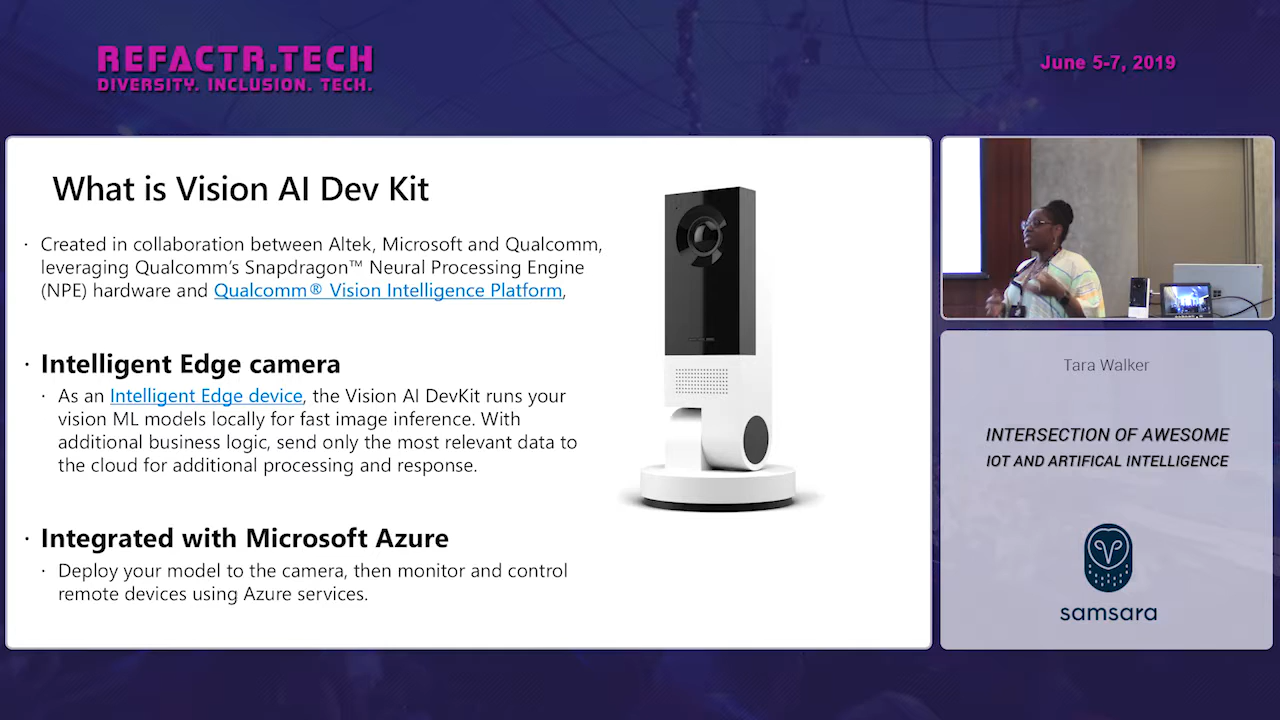 REFACTR.TECH
DIVERSITY. INCLUSION. TECH.
June 5-7, 2019
What is Vision AI Dev Kit
· Created in collaboration between Altek, Microsoft and Qualcomm,
leveraging Qualcomm's Snapdragon™ Neural Processing Engine
(NPE) hardware and Qualcomm® Vision Intelligence Platform,
· Intelligent Edge camera
· As an Intelligent Edge device, the Vision AI DevKit runs your
vision ML models locally for fast image inference. With
additional business logic, send only the most relevant data to
the cloud for additional processing and response.
· Integrated with Microsoft Azure
· Deploy your model to the camera, then monitor and control
remote devices using Azure services.
Tara Walker
INTERSECTION OF AWESOME
IOT AND ARTIFICAL INTELLIGENCE
samsara